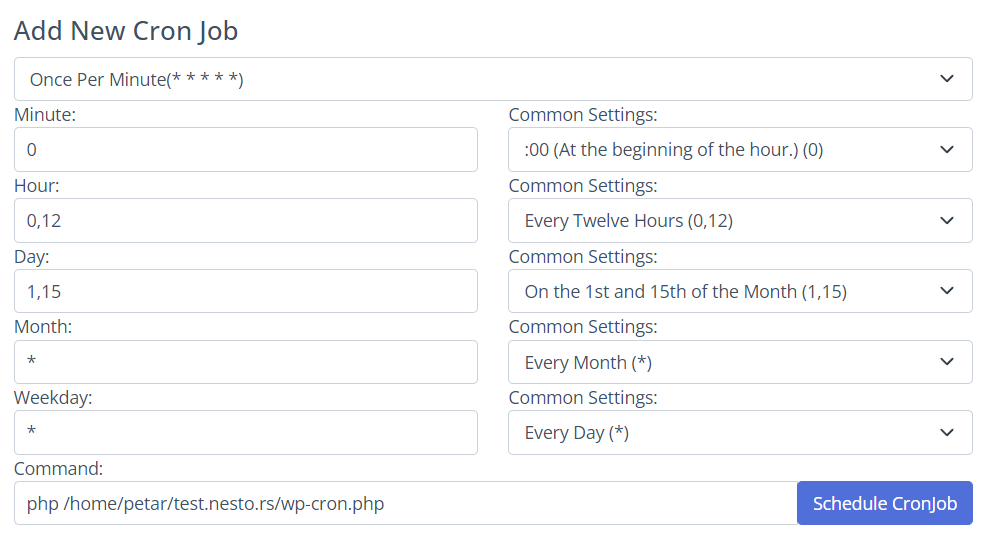 Add New Cron Job
Once Per Minute(* * * * *)
Minute: Common Settings:
0 :00 (At the beginning of the hour.) (0)
Hour: Common Settings:
0,12 Every Twelve Hours (0,12)
Day: Common Settings:
1,15 On the 1st and 15th of the Month (1,15)
Month: Common Settings:
* Every Month (*)
Weekday: Common Settings:
* Every Day (*)
Command:
php /home/petar/test.nesto.rs/wp-cron.php Schedule CronJob